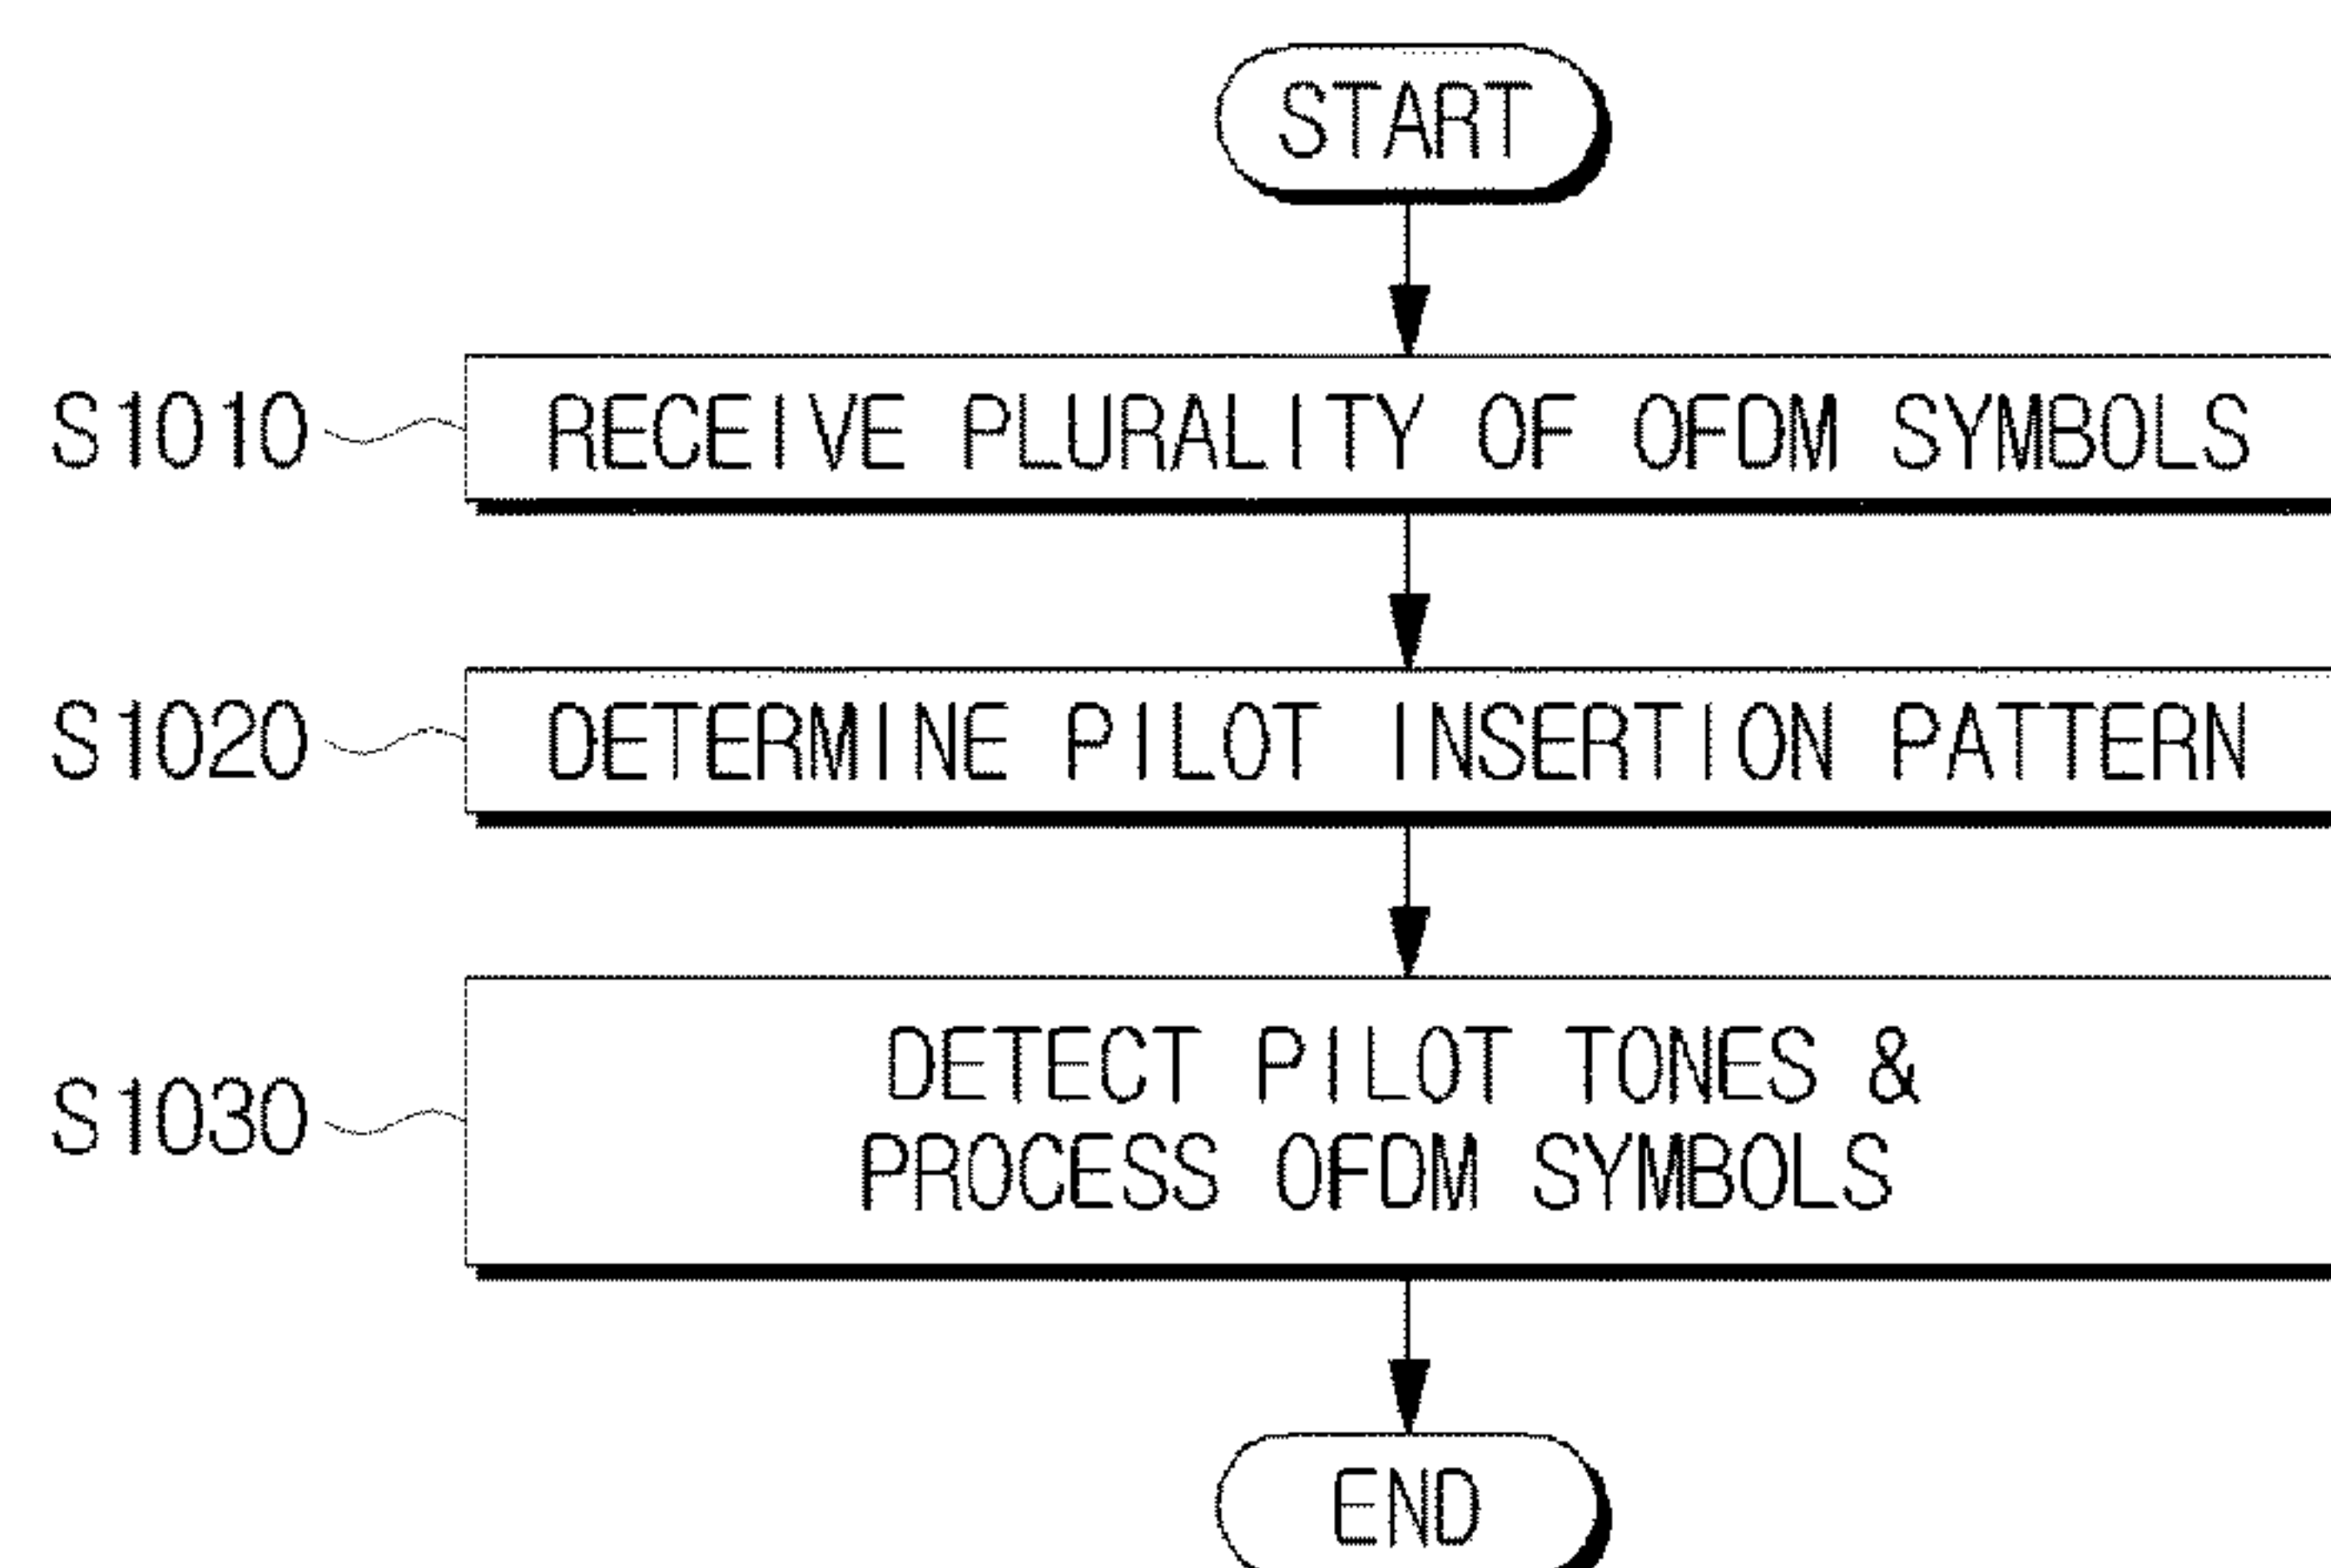 START
S1010
RECEIVE PLURALITY OF OFDM SYMBOLS
S1020
DETERMINE PILOT INSERTION PATTERN
S1030
DETECT PILOT TONES &
PROCESS OFDM SYMBOLS
END